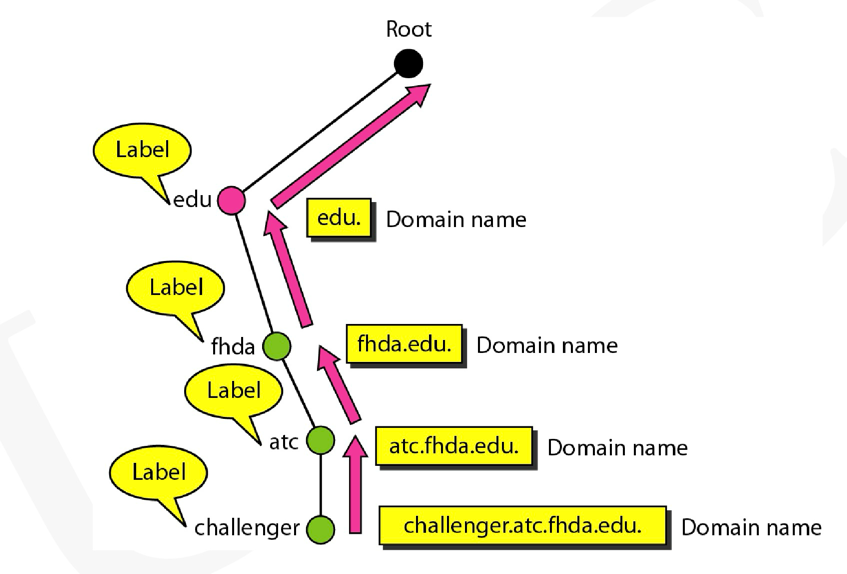 Root
Label
edu
edu.
Domain name
Label
fhda
fhda.edu.
Domain name
Label
atc
atc.fhda.edu.
Domain name
Label
challenger
challenger.atc.fhda.edu.
Domain name